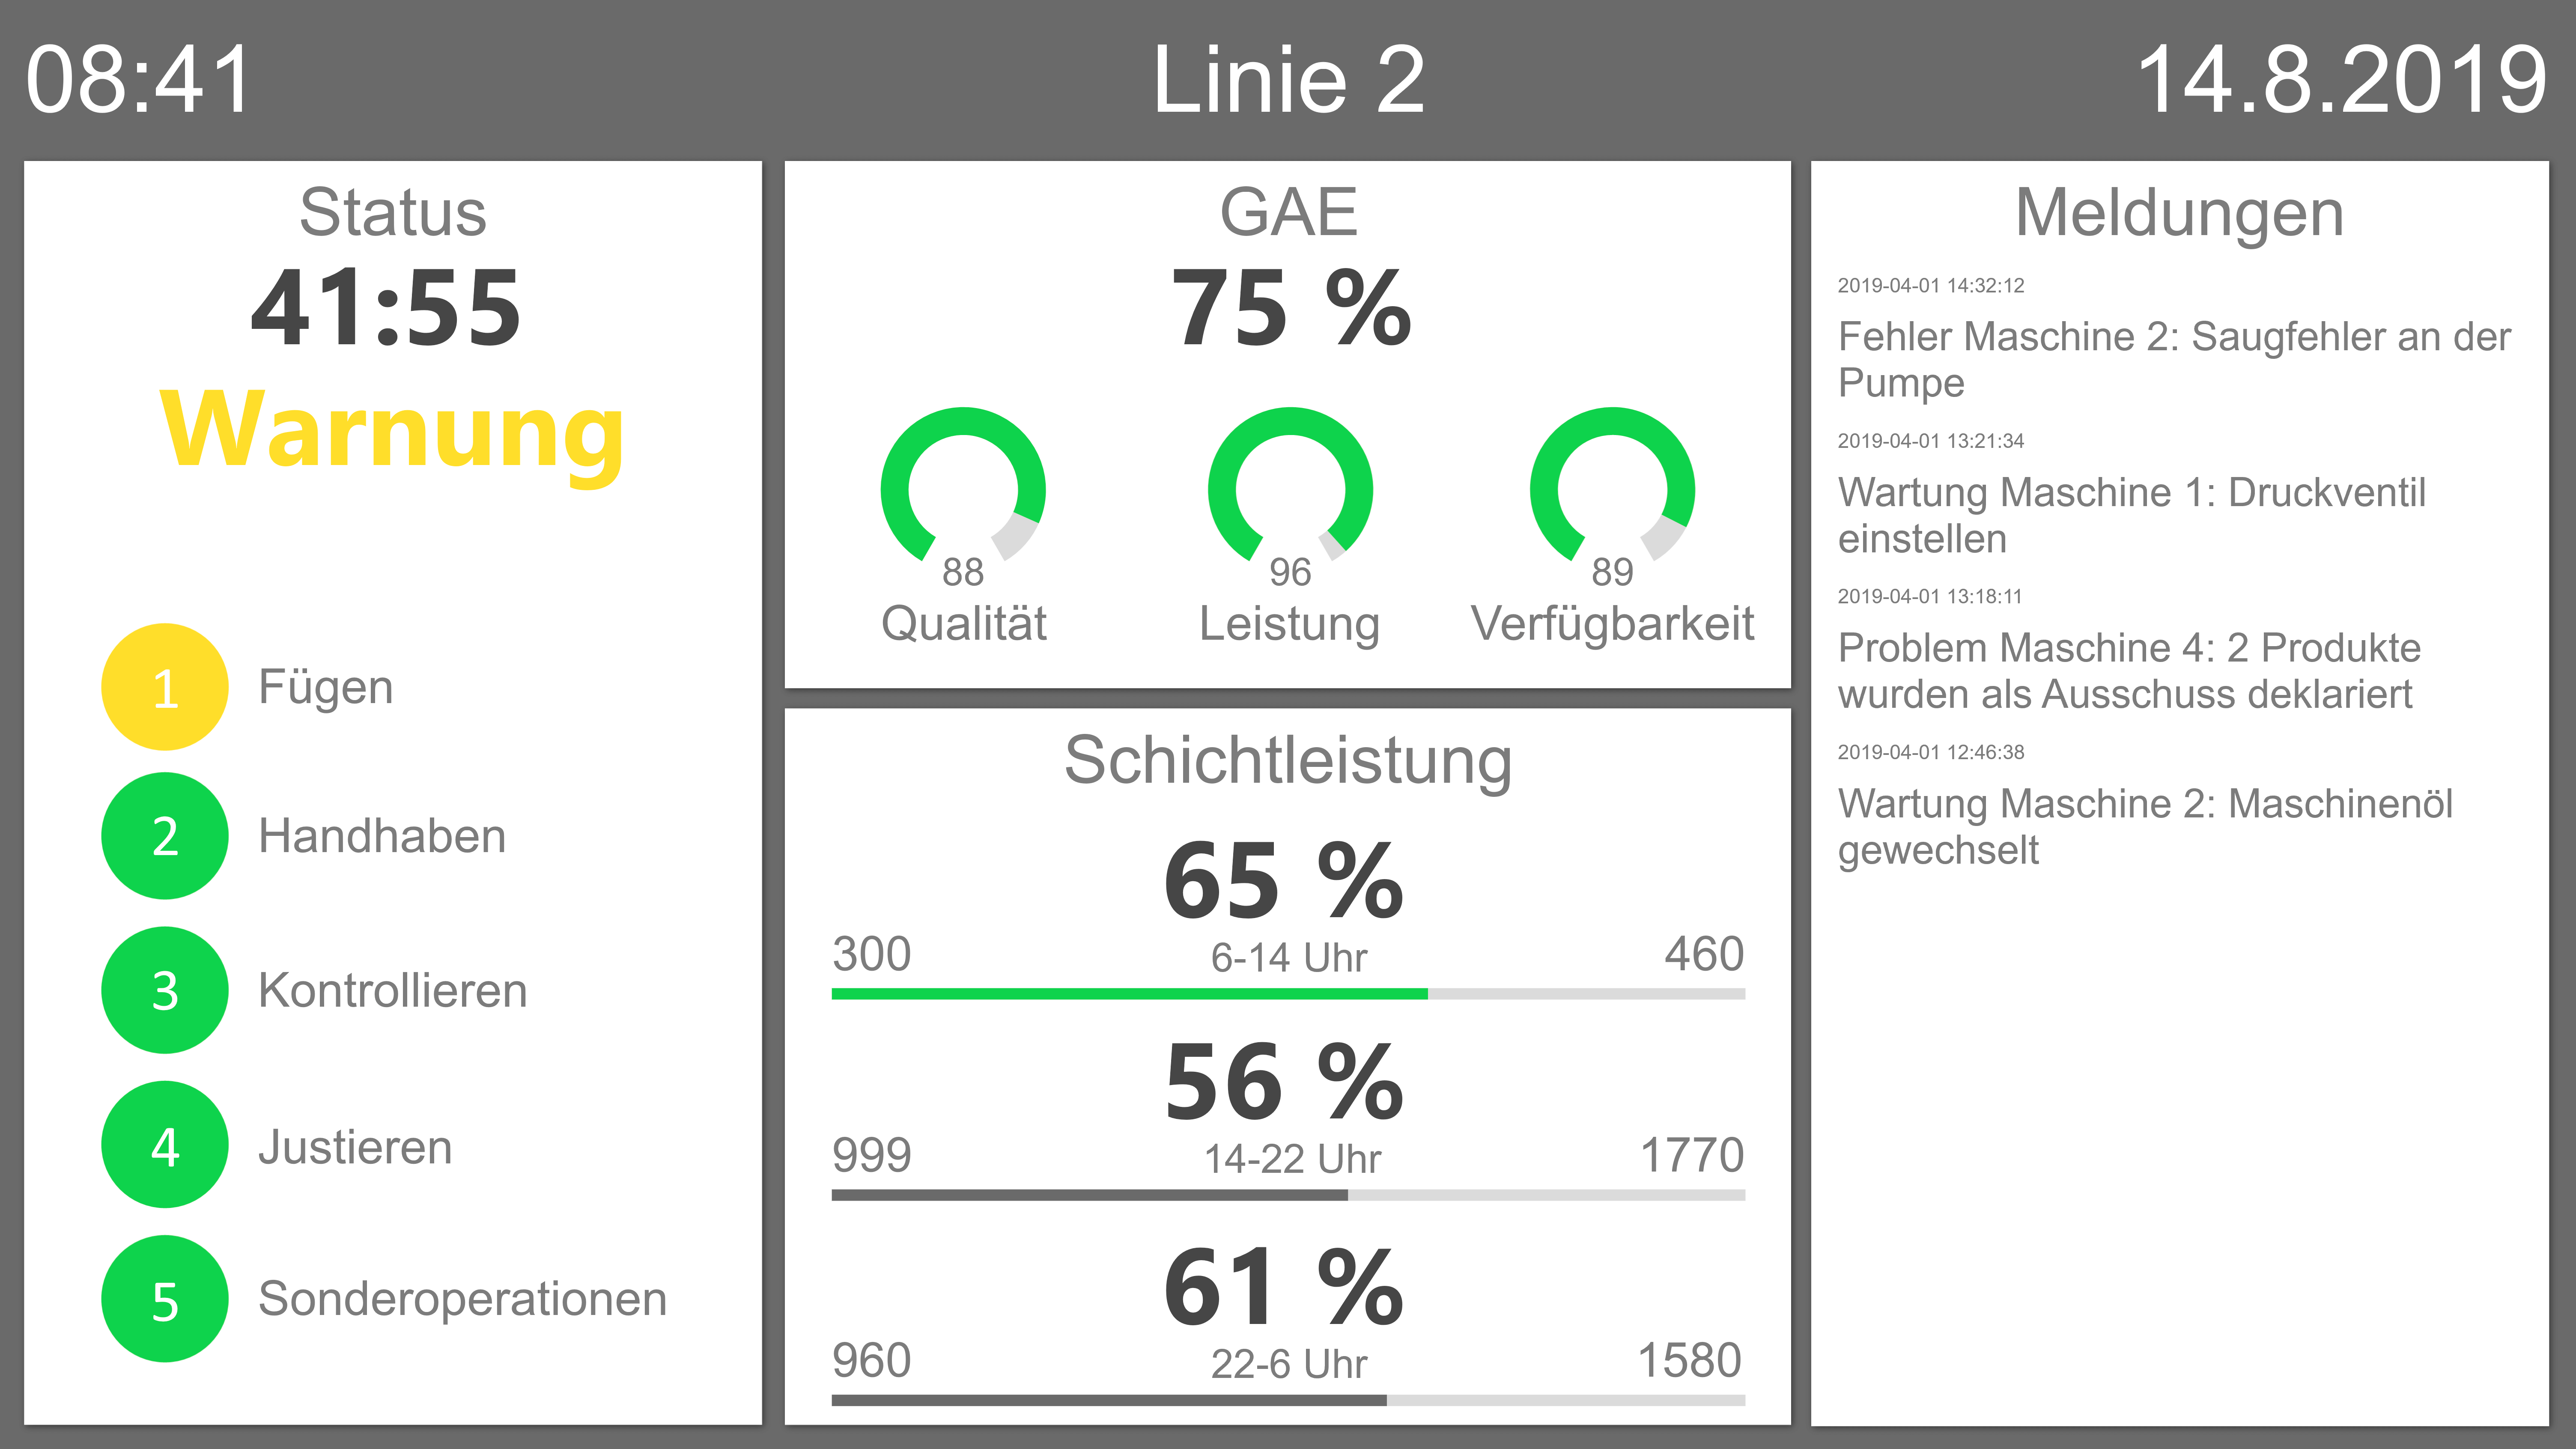 08:41
Linie 2
14.8.2019
Status
41:55
Warnung
1 Fügen
2 Handhaben
3 Kontrollieren
4 Justieren
5 Sonderoperationen
GAE
75 %
88 96 89
Qualität Leistung Verfügbarkeit
Schichtleistung
65 %
300 6-14 Uhr 460
56 %
999 14-22 Uhr 1770
61 %
960 22-6 Uhr 1580
Meldungen
2019-04-01 14:32:12
Fehler Maschine 2: Saugfehler an der
Pumpe
2019-04-01 13:21:34
Wartung Maschine 1: Druckventil
einstellen
2019-04-01 13:18:11
Problem Maschine 4: 2 Produkte
wurden als Ausschuss deklariert
2019-04-01 12:46:38
Wartung Maschine 2: Maschinenöl
gewechselt